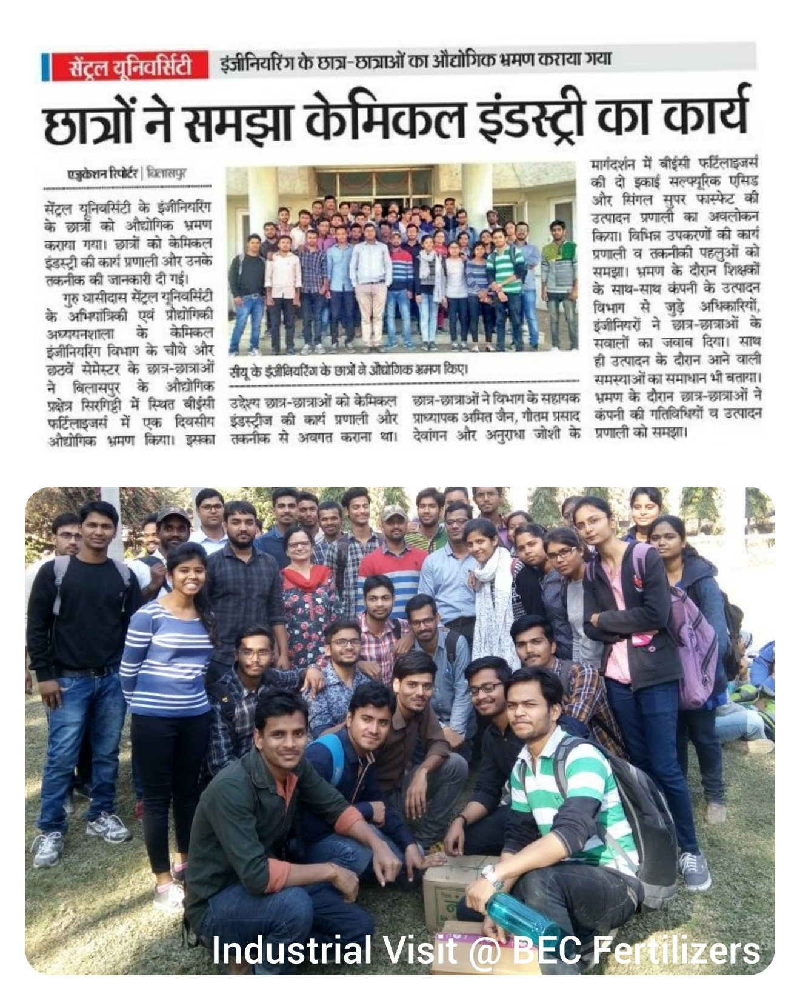 सेंट्रल यूनिवर्सिटी
इंजीनियरिंग के छात्र-छात्राओं का औद्योगिक भ्रमण कराया गया
छात्रों ने समझा केमिकल इंडस्ट्री का कार्य
एजुकेशन रिपोर्टर | बिलासपुर
सेंट्रल यूनिवर्सिटी के इंजीनियरिंग
के छात्रों को औद्योगिक भ्रमण
कराया गया। छात्रों को केमिकल
इंडस्ट्री की कार्य प्रणाली और उनके
तकनीक की जानकारी दी गई।
गुरु घासीदास सेंट्रल यूनिवर्सिटी
के अभियांत्रिकी एवं प्रौद्योगिकी
अध्ययनशाला के केमिकल
इंजीनियरिंग विभाग के चौथे और
छठवें सेमेस्टर के छात्र-छात्राओं
ने बिलासपुर के औद्योगिक
प्रक्षेत्र सिरगिट्टी में स्थित बीईसी
फर्टिलाइजर्स में एक दिवसीय
औद्योगिक भ्रमण किया। इसका
सीयू के इंजीनियरिंग के छात्रों ने औद्योगिक भ्रमण किए।
उद्देश्य छात्र-छात्राओं को केमिकल
इंडस्ट्रीज की कार्य प्रणाली और
तकनीक से अवगत कराना था।
छात्र-छात्राओं ने विभाग के सहायक
प्राध्यापक अमित जैन, गौतम प्रसाद
देवांगन और अनुराधा जोशी के
मार्गदर्शन में बीईसी फर्टिलाइजर्स
की दो इकाई सल्फ्यूरिक एसिड
और सिंगल सुपर फास्फेट की
उत्पादन प्रणाली का अवलोकन
किया। विभिन्न उपकरणों की कार्य
प्रणाली व तकनीकी पहलुओं को
समझा। भ्रमण के दौरान शिक्षकों
के साथ-साथ कंपनी के उत्पादन
विभाग से जुड़े अधिकारियों,
इंजीनियरों ने छात्र-छात्राओं के
सवालों का जवाब दिया। साथ
ही उत्पादन के दौरान आने वाली
समस्याओं का समाधान भी बताया।
भ्रमण के दौरान छात्र-छात्राओं ने
कंपनी की गतिविधियों व उत्पादन
प्रणाली को समझा।
Industrial Visit @ BEC Fertilizers